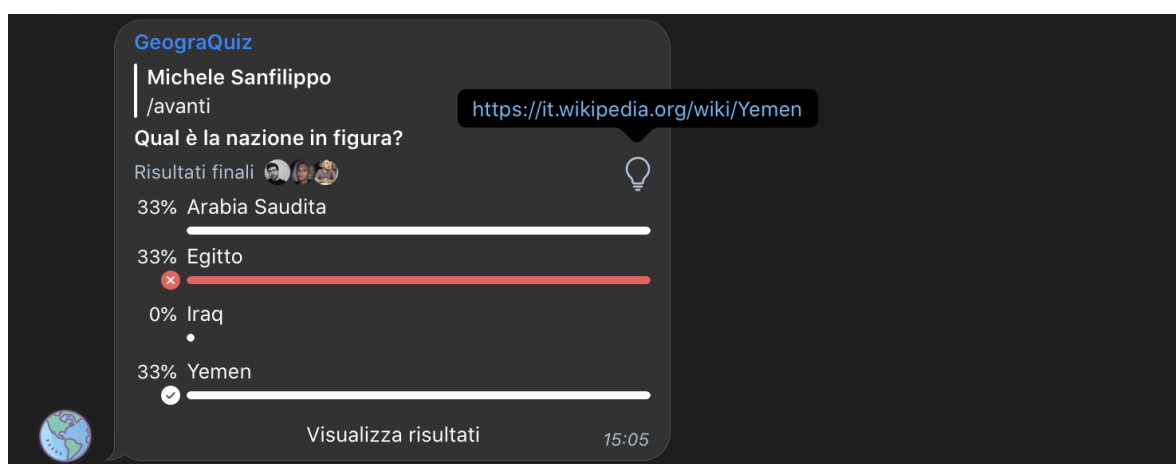 GeograQuiz
Michele Sanfilippo
/avanti
https://it.wikipedia.org/wiki/Yemen
Qual è la nazione in figura?
Risultati finali
33% Arabia Saudita
33% Egitto
0% Iraq
33% Yemen
Visualizza risultati
15:05